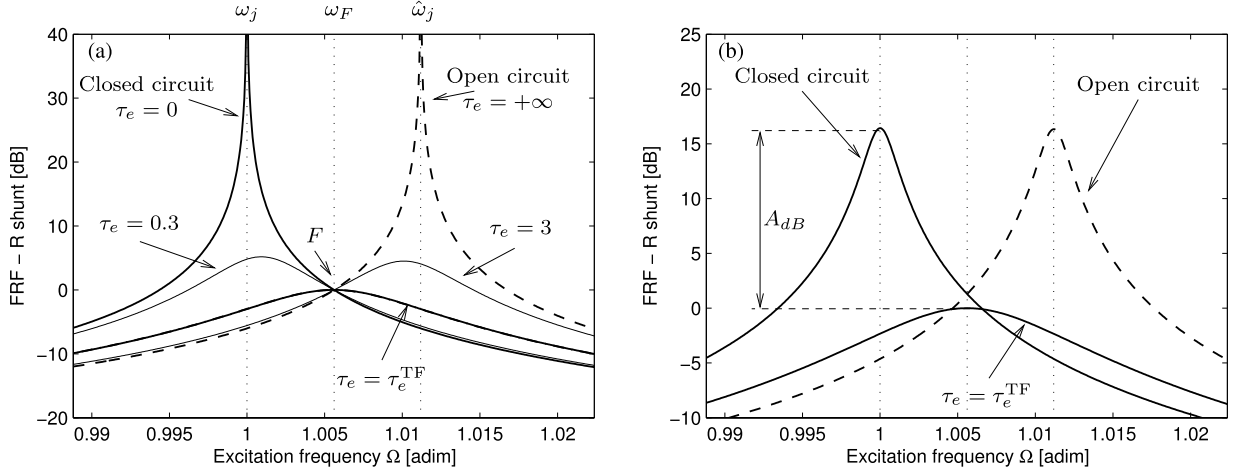 ω_j ω_F ω̂_j
(a)
40
30
20
10
0
−10
−20
FRF − R shunt [dB]
Closed circuit
τ_e = 0
Open circuit
τ_e = +∞
τ_e = 0.3
F
τ_e = 3
τ_e = τ_e^TF
0.99 0.995 1 1.005 1.01 1.015 1.02
Excitation frequency Ω [adim]
(b)
25
20
15
10
5
0
−5
−10
FRF − R shunt [dB]
Closed circuit
Open circuit
A_dB
τ_e = τ_e^TF
0.99 0.995 1 1.005 1.01 1.015 1.02
Excitation frequency Ω [adim]